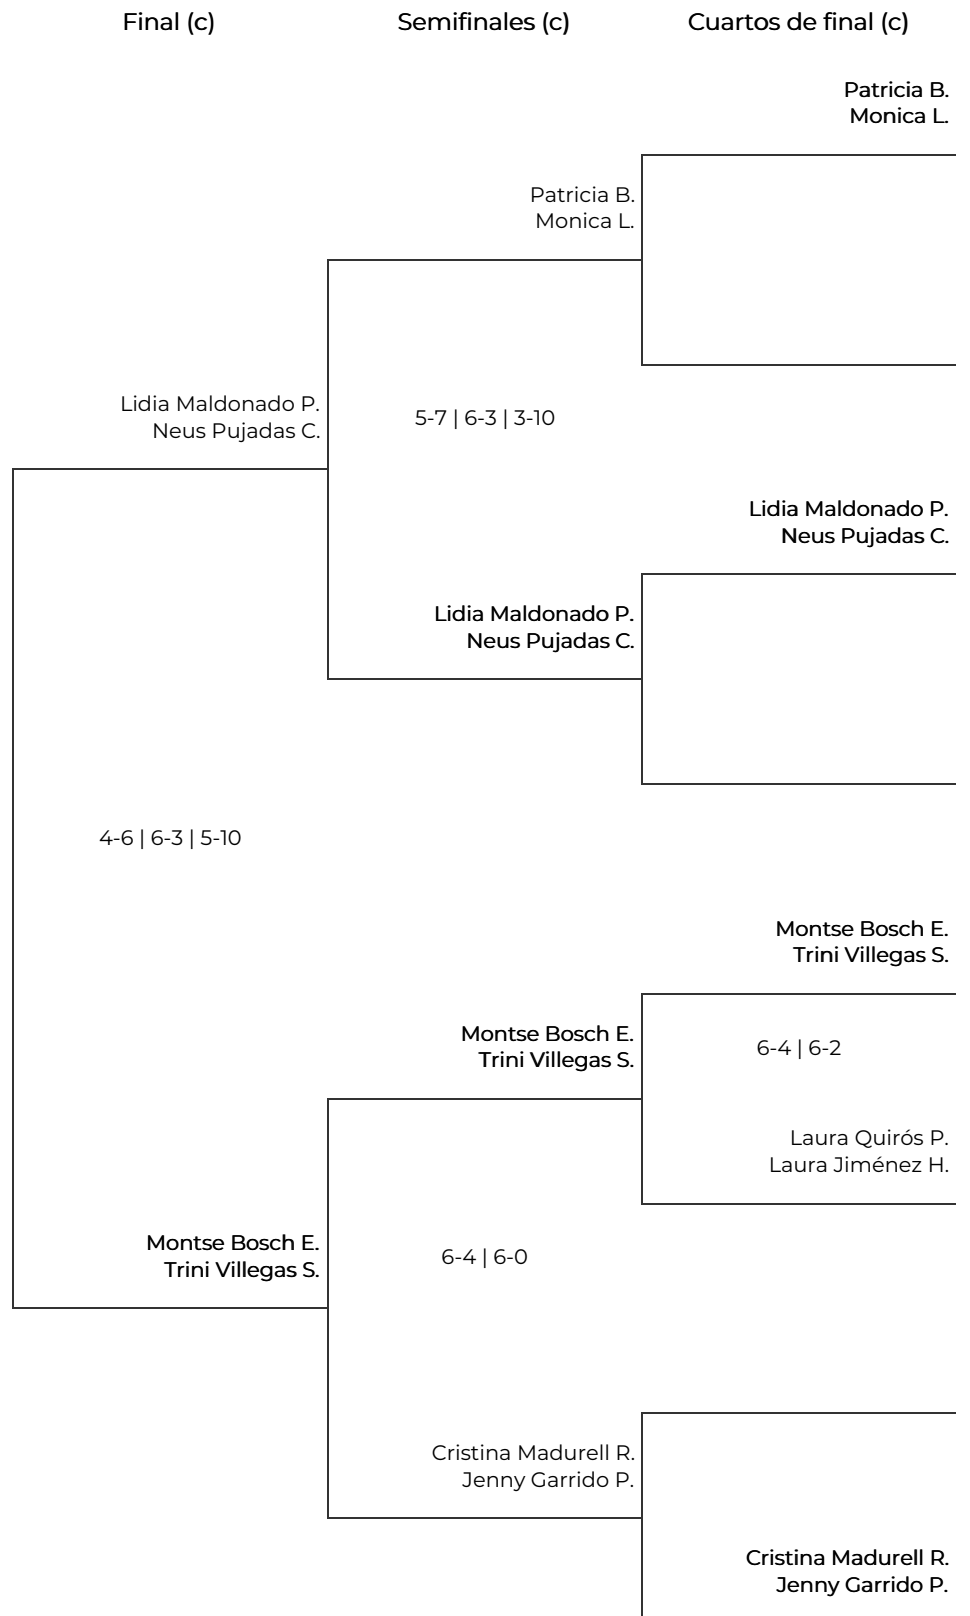 Final (c)
Semifinales (c)
Cuartos de final (c)
Patricia B.
Monica L.
Patricia B.
Monica L.
Lidia Maldonado P.
Neus Pujadas C.
5-7 | 6-3 | 3-10
Lidia Maldonado P.
Neus Pujadas C.
Lidia Maldonado P.
Neus Pujadas C.
4-6 | 6-3 | 5-10
Montse Bosch E.
Trini Villegas S.
Montse Bosch E.
Trini Villegas S.
6-4 | 6-2
Laura Quirós P.
Laura Jiménez H.
Montse Bosch E.
Trini Villegas S.
6-4 | 6-0
Cristina Madurell R.
Jenny Garrido P.
Cristina Madurell R.
Jenny Garrido P.